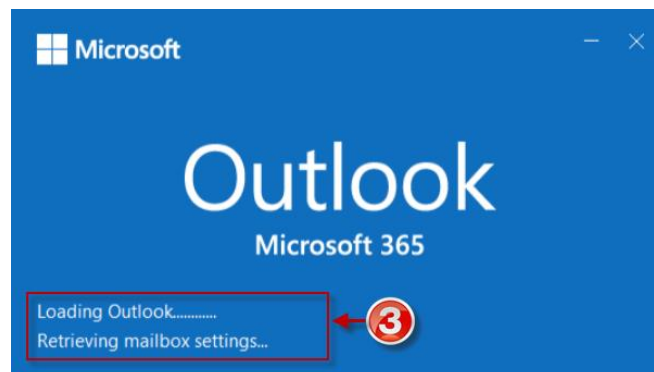 Microsoft
Outlook
Microsoft 365
Loading Outlook............
Retrieving mailbox settings...
3